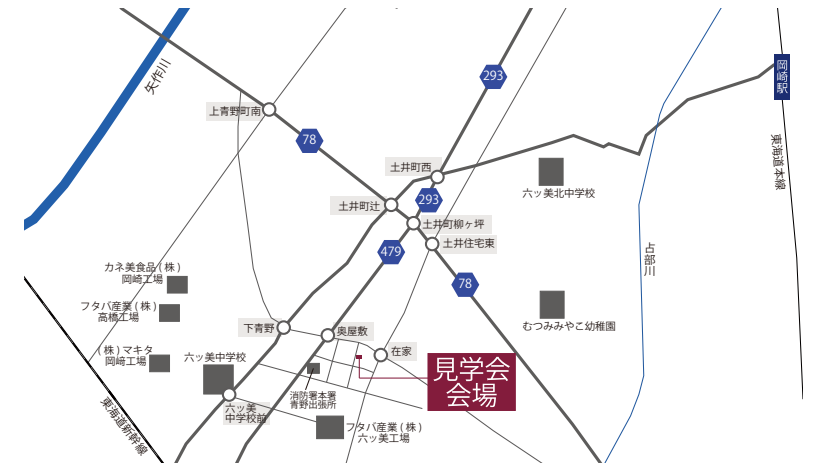 岡崎駅
293
矢作川
上青野町南
78
東海道本線
土井町西
六ッ美北中学校
293
土井町辻
土井町柳ヶ坪
土井住宅東
479
占部川
カネ美食品(株)
岡崎工場
78
フタバ産業(株)
高橋工場
むつみみやこ幼稚園
下青野
奥屋敷
(株)マキタ
岡崎工場
六ッ美中学校
在家
見学会
会場
消防署本署
青野出張所
六ッ美
中学校前
東海道新幹線
フタバ産業(株)
六ッ美工場